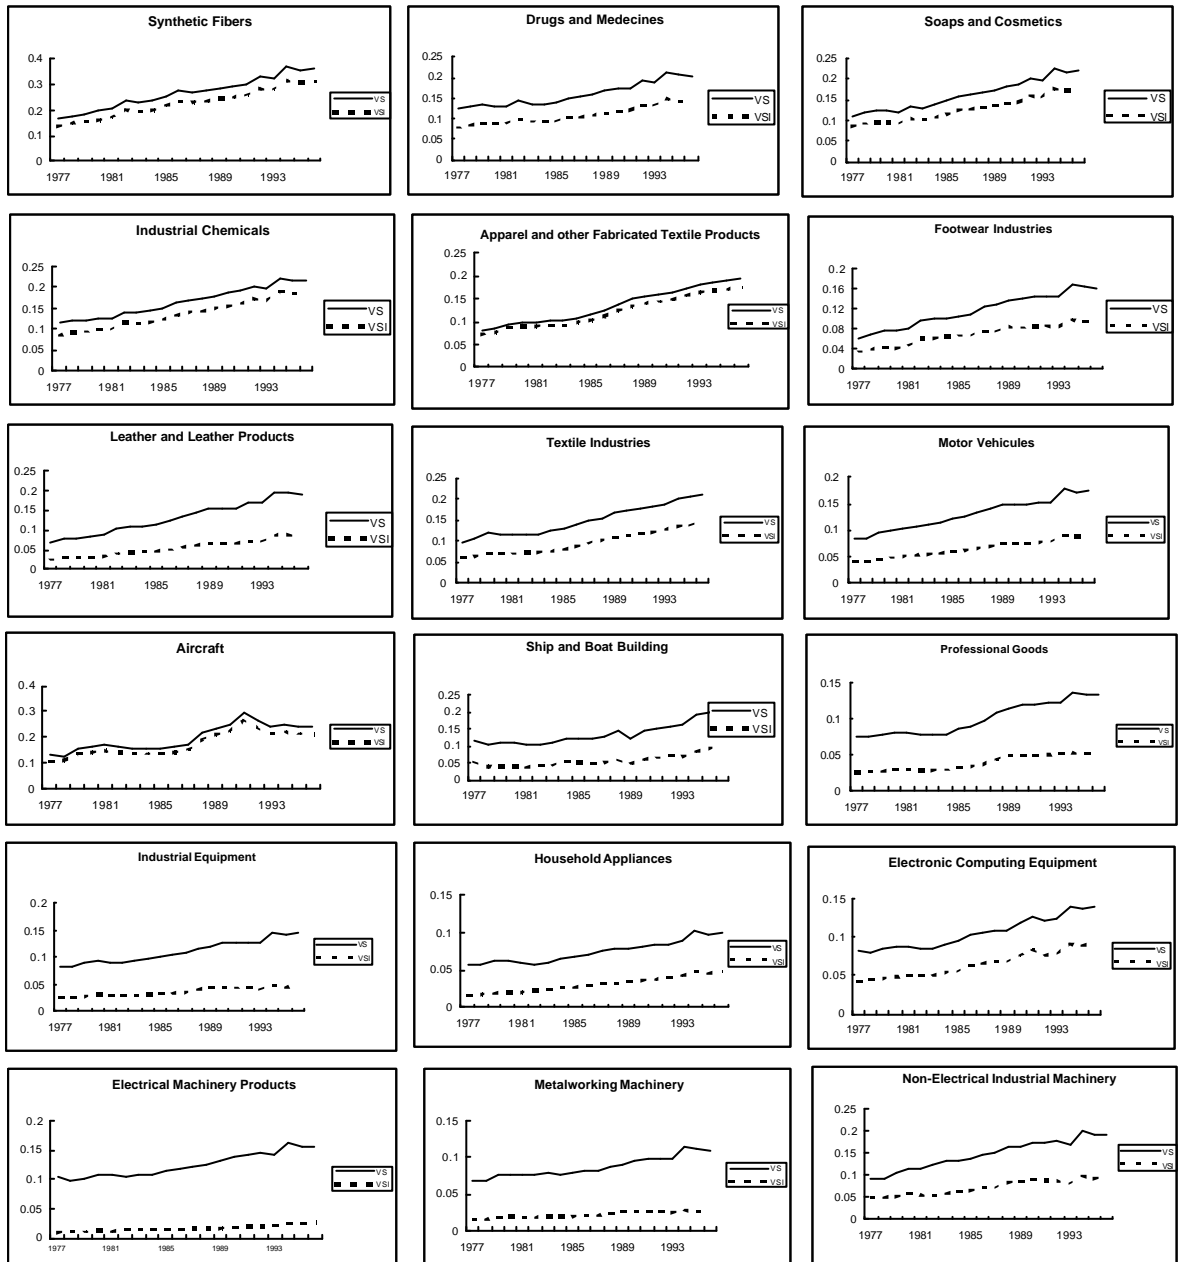 Synthetic Fibers
0.4
0.3
0.2
0.1
0
1977 1981 1985 1989 1993
VS
VSI
Drugs and Medecines
0.25
0.2
0.15
0.1
0.05
0
1977 1981 1985 1989 1993
VS
VSI
Soaps and Cosmetics
0.25
0.2
0.15
0.1
0.05
0
1977 1981 1985 1989 1993
VS
VSI
Industrial Chemicals
0.25
0.2
0.15
0.1
0.05
0
1977 1981 1985 1989 1993
VS
VSI
Apparel and other Fabricated Textile Products
0.25
0.2
0.15
0.1
0.05
0
1977 1981 1985 1989 1993
VS
VSI
Footwear Industries
0.2
0.16
0.12
0.08
0.04
0
1977 1981 1985 1989 1993
VS
VSI
Leather and Leather Products
0.25
0.2
0.15
0.1
0.05
0
1977 1981 1985 1989 1993
VS
VSI
Textile Industries
0.25
0.2
0.15
0.1
0.05
0
1977 1981 1985 1989 1993
VS
VSI
Motor Vehicules
0.2
0.15
0.1
0.05
0
1977 1981 1985 1989 1993
VS
VSI
Aircraft
0.4
0.3
0.2
0.1
0
1977 1981 1985 1989 1993
VS
VSI
Ship and Boat Building
0.25
0.2
0.15
0.1
0.05
0
1977 1981 1985 1989 1993
VS
VSI
Professional Goods
0.15
0.1
0.05
0
1977 1981 1985 1989 1993
VS
VSI
Industrial Equipment
0.2
0.15
0.1
0.05
0
1977 1981 1985 1989 1993
VS
VSI
Household Appliances
0.15
0.1
0.05
0
1977 1981 1985 1989 1993
VS
VSI
Electronic Computing Equipment
0.15
0.1
0.05
0
1977 1981 1985 1989 1993
VS
VSI
Electrical Machinery Products
0.2
0.15
0.1
0.05
0
1977 1981 1985 1989 1993
VS
VSI
Metalworking Machinery
0.15
0.1
0.05
0
1977 1981 1985 1989 1993
VS
VSI
Non-Electrical Industrial Machinery
0.25
0.2
0.15
0.1
0.05
0
1977 1981 1985 1989 1993
VS
VSI